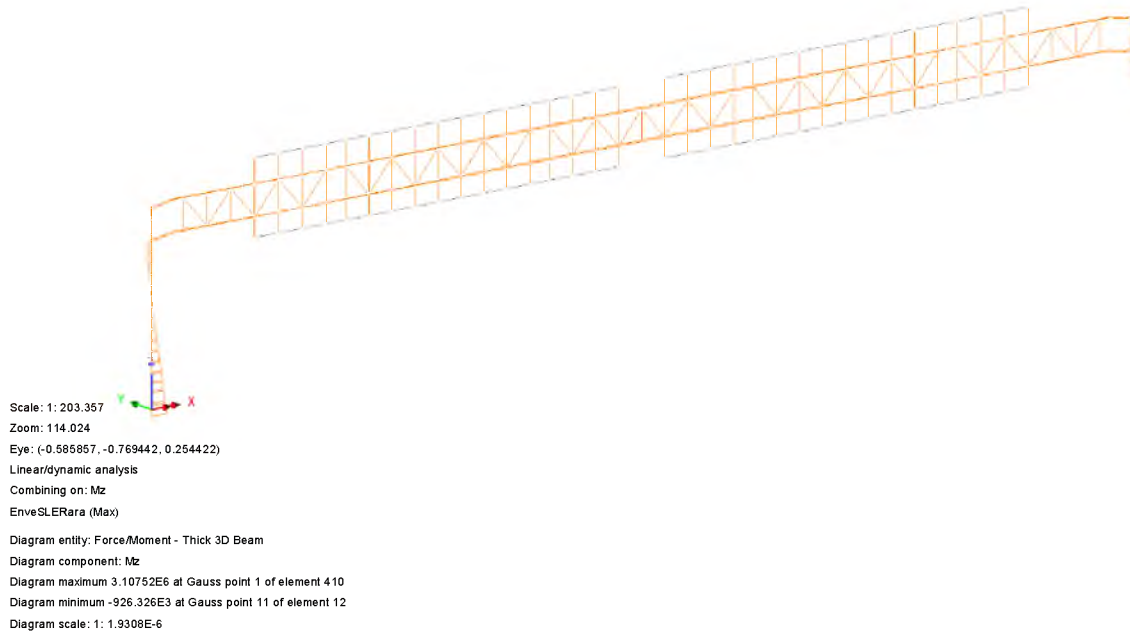 Y
X
Scale: 1: 203.357
Zoom: 114.024
Eye: (-0.585857, -0.769442, 0.254422)
Linear/dynamic analysis
Combining on: Mz
EnveSLERara (Max)
Diagram entity: Force/Moment - Thick 3D Beam
Diagram component: Mz
Diagram maximum 3.10752E6 at Gauss point 1 of element 410
Diagram minimum -926.326E3 at Gauss point 11 of element 12
Diagram scale: 1: 1.9308E-6